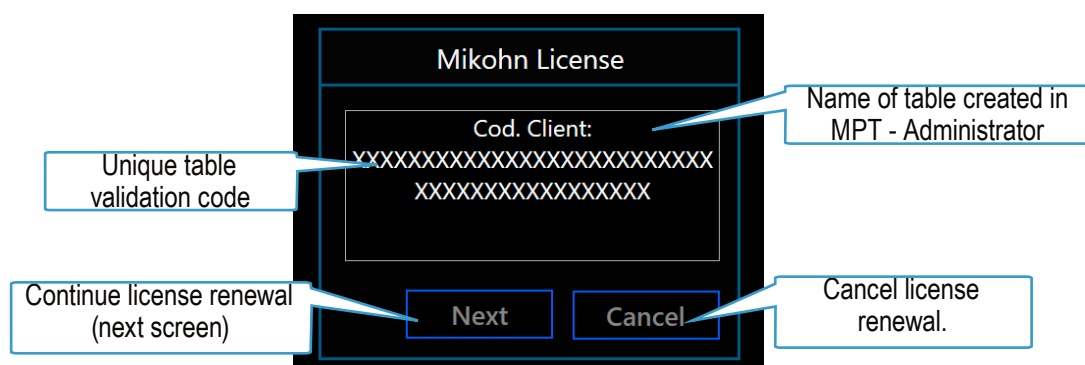 Mikohn License
Name of table created in
MPT - Administrator
Cod. Client:
XXXXXXXXXXXXXXXXXXXXXXXXXX
XXXXXXXXXXXXXXXXX
Unique table
validation code
Continue license renewal
(next screen)
Next
Cancel
Cancel license
renewal.